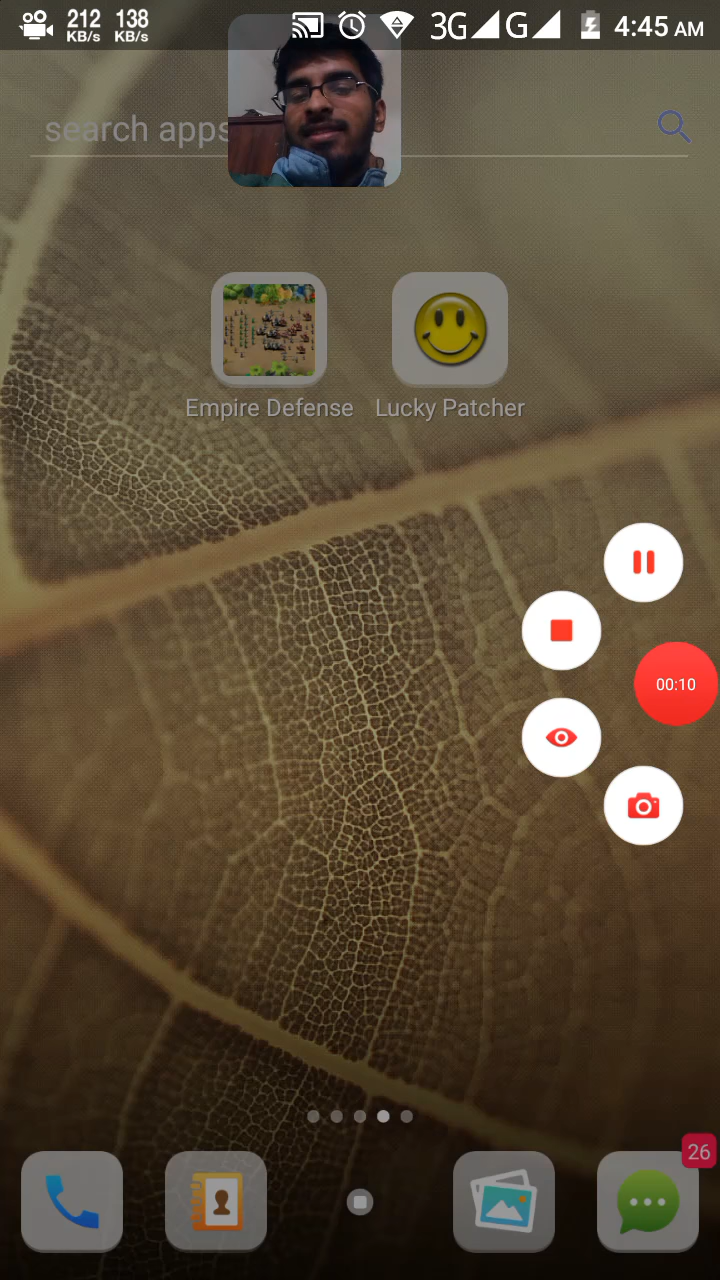 212 138 3G G 4:45 AM
KB/s KB/s
search apps
Empire Defense Lucky Patcher
00:10
26